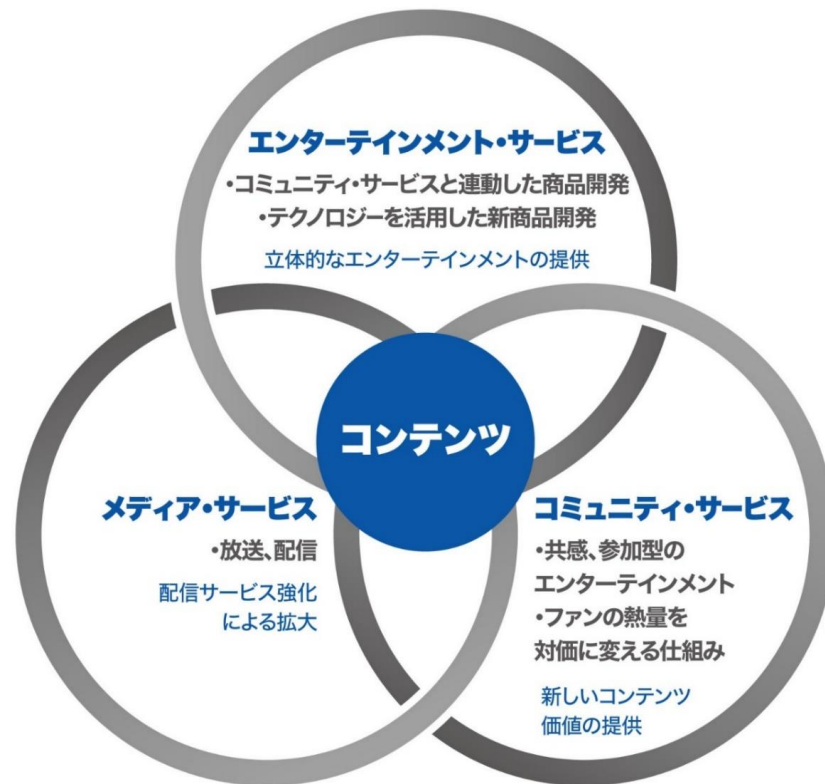 エンターテインメント・サービス
・コミュニティ・サービスと連動した商品開発
・テクノロジーを活用した新商品開発
立体的なエンターテインメントの提供
コンテンツ
メディア・サービス
・放送、配信
配信サービス強化
による拡大
コミュニティ・サービス
・共感、参加型の
エンターテインメント
・ファンの熱量を
対価に変える仕組み
新しいコンテンツ
価値の提供